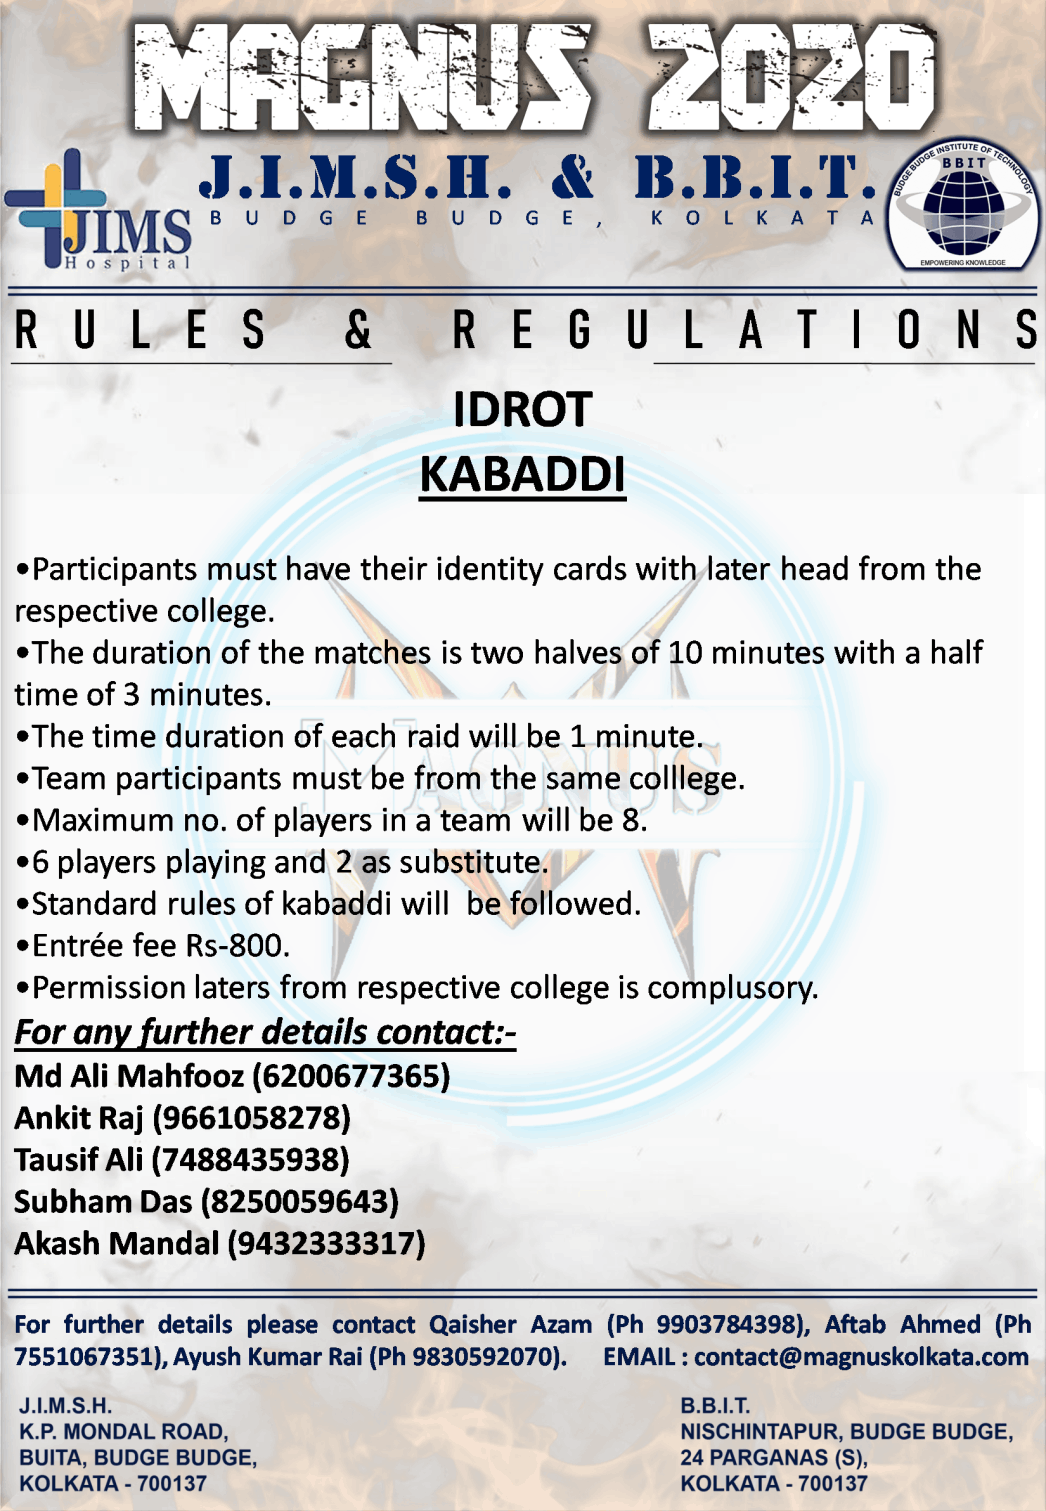 MAGNUS 2020
J.I.M.S.H. & B.B.I.T.
BUDGE BUDGE, KOLKATA
JIMS
Hospital
BUDGE BUDGE INSTITUTE OF TECHNOLOGY
BBIT
EMPOWERING KNOWLEDGE
RULES & REGULATIONS
IDROT
KABADDI
•Participants must have their identity cards with later head from the
respective college.
•The duration of the matches is two halves of 10 minutes with a half
time of 3 minutes.
•The time duration of each raid will be 1 minute.
•Team participants must be from the same colllege.
•Maximum no. of players in a team will be 8.
•6 players playing and 2 as substitute.
•Standard rules of kabaddi will  be followed.
•Entrée fee Rs-800.
•Permission laters from respective college is complusory.
MAGNUS
For any further details contact:-
Md Ali Mahfooz (6200677365)
Ankit Raj (9661058278)
Tausif Ali (7488435938)
Subham Das (8250059643)
Akash Mandal (9432333317)
For further details please contact Qaisher Azam (Ph 9903784398), Aftab Ahmed (Ph
7551067351), Ayush Kumar Rai (Ph 9830592070). EMAIL : contact@magnuskolkata.com
J.I.M.S.H.
K.P. MONDAL ROAD,
BUITA, BUDGE BUDGE,
KOLKATA - 700137
B.B.I.T.
NISCHINTAPUR, BUDGE BUDGE,
24 PARGANAS (S),
KOLKATA - 700137